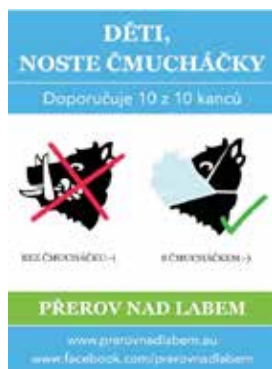 DĚTI,
NOSTE ČMUCHÁČKY
Doporučuje 10 z 10 kanců
BEZ ČMUCHÁČKU :-(
S ČMUCHÁČKEM :-)
PŘEROV NAD LABEM
www.prerovnadlabem.eu
www.facebook.com/prerovnadlabem